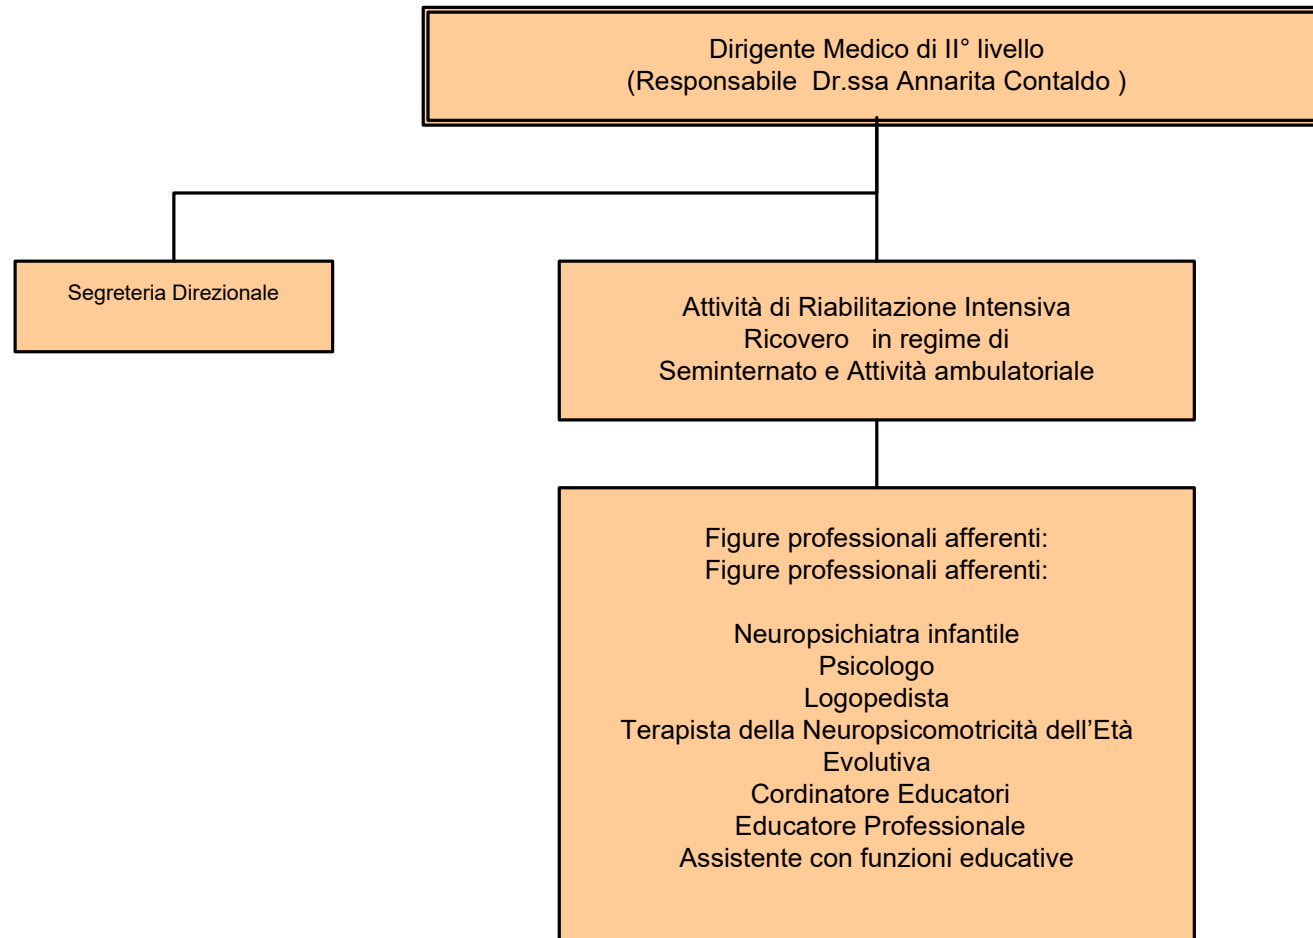 Dirigente Medico di II° livello
(Responsabile Dr.ssa Annarita Contaldo )
Segreteria Direzionale
Attività di Riabilitazione Intensiva
Ricovero in regime di
Seminternato e Attività ambulatoriale
Figure professionali afferenti:
Figure professionali afferenti:
Neuropsichiatra infantile
Psicologo
Logopedista
Terapista della Neuropsicomotricità dell’Età
Evolutiva
Cordinatore Educatori
Educatore Professionale
Assistente con funzioni educative